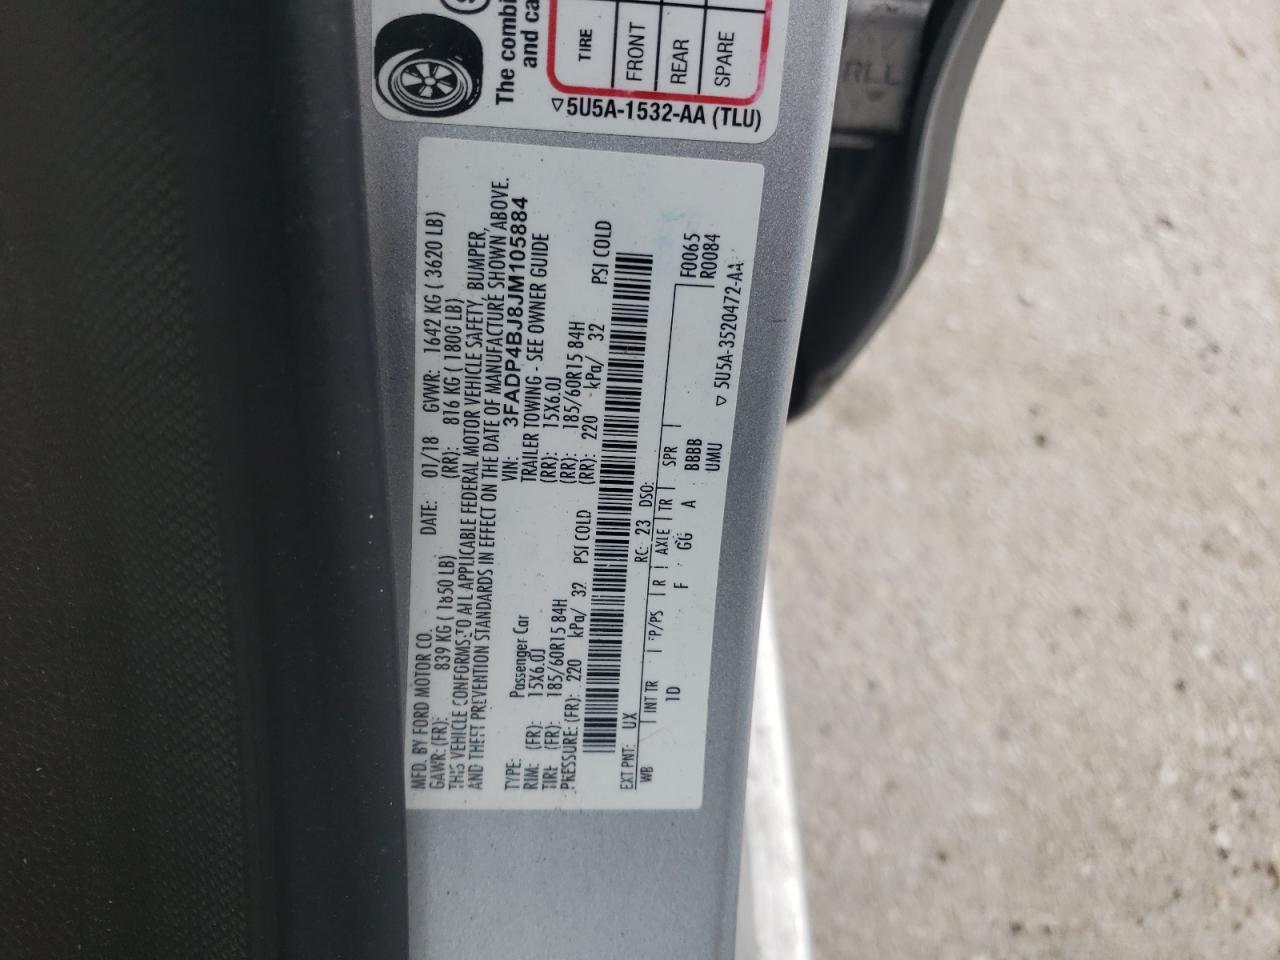 MFD. BY FORD MOTOR CO.
DATE: 01/18 GVWR: 1642 KG ( 3620 LB)
GAWR: (FR): 839 KG ( 1850 LB) (RR): 816 KG ( 1800 LB)
THIS VEHICLE CONFORMS TO ALL APPLICABLE FEDERAL MOTOR VEHICLE SAFETY, BUMPER,
AND THEFT PREVENTION STANDARDS IN EFFECT ON THE DATE OF MANUFACTURE SHOWN ABOVE.
VIN: 3FADP4BJ8JM105884
TYPE: Passenger Car TRAILER TOWING - SEE OWNER GUIDE
RIM: (FR): 15X6.0J (RR): 15X6.0J
TIRE (FR): 185/60R15 84H (RR): 185/60R15 84H
PRESSURE: (FR): 220 kPa/ 32 PSI COLD (RR): 220 kPa/ 32 PSI COLD
EXT PNT: UX RC: 23 DSO: F0065
R0084
WB INT TR TP/PS R AXLE TR SPR
1D F GG A BBBB
UMU
▽ 5U5A-3520472-AA
The combi
and ca
TIRE
FRONT
REAR
SPARE
▽5U5A-1532-AA (TLU)
RLL